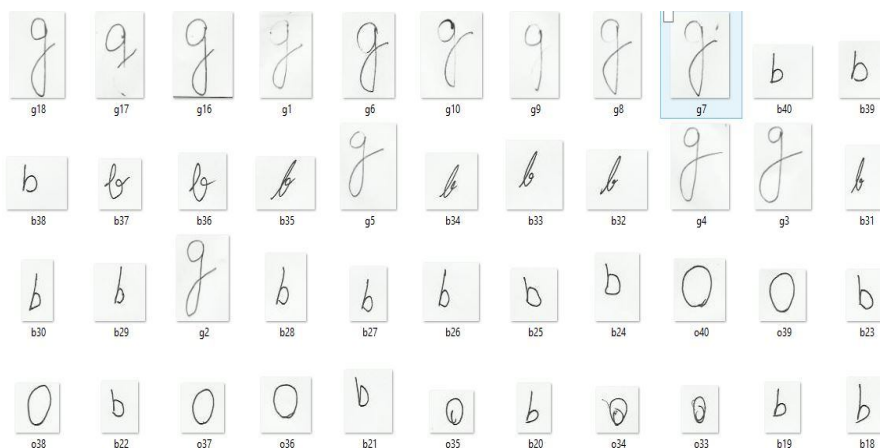 g g g g g g g g g b b
g18 g17 g16 g1 g6 g10 g9 g8 g7 b40 b39
b b b b g b b b g g b
b38 b37 b36 b35 g5 b34 b33 b32 g4 g3 b31
b b g b b b b b O O b
b30 b29 g2 b28 b27 b26 b25 b24 o40 o39 b23
O b O O b O b O O b b
o38 b22 o37 o36 b21 o35 b20 o34 o33 b19 b18